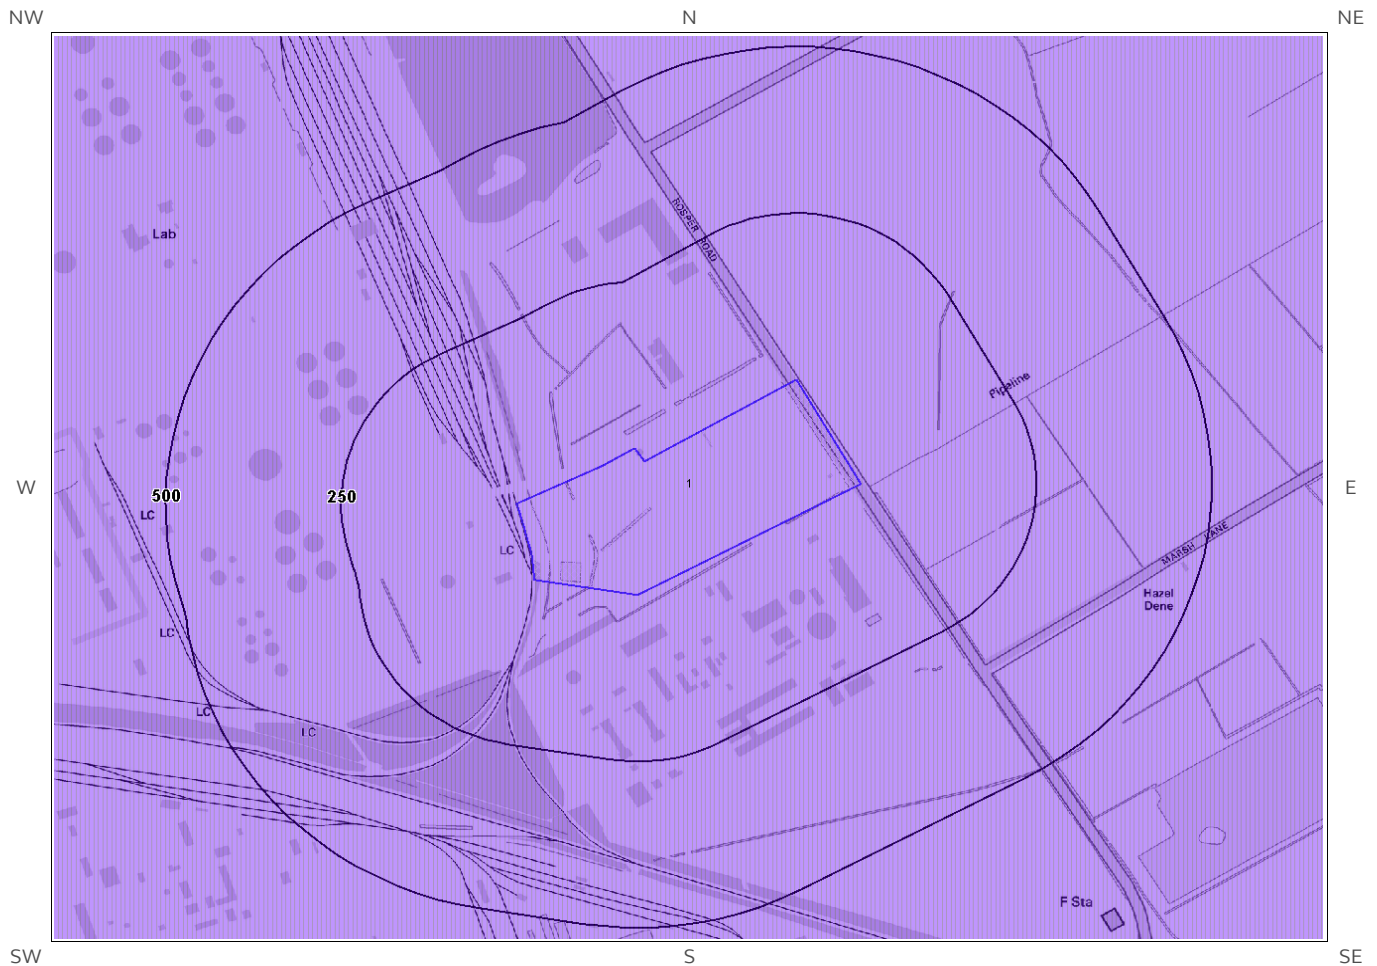 NW
N
NE
ROSPER ROAD
Lab
Pipeline
W
500
250
1
E
LC
LC
MARSH LANE
Hazel
Dene
LC
LC
LC
F Sta
SW
S
SE